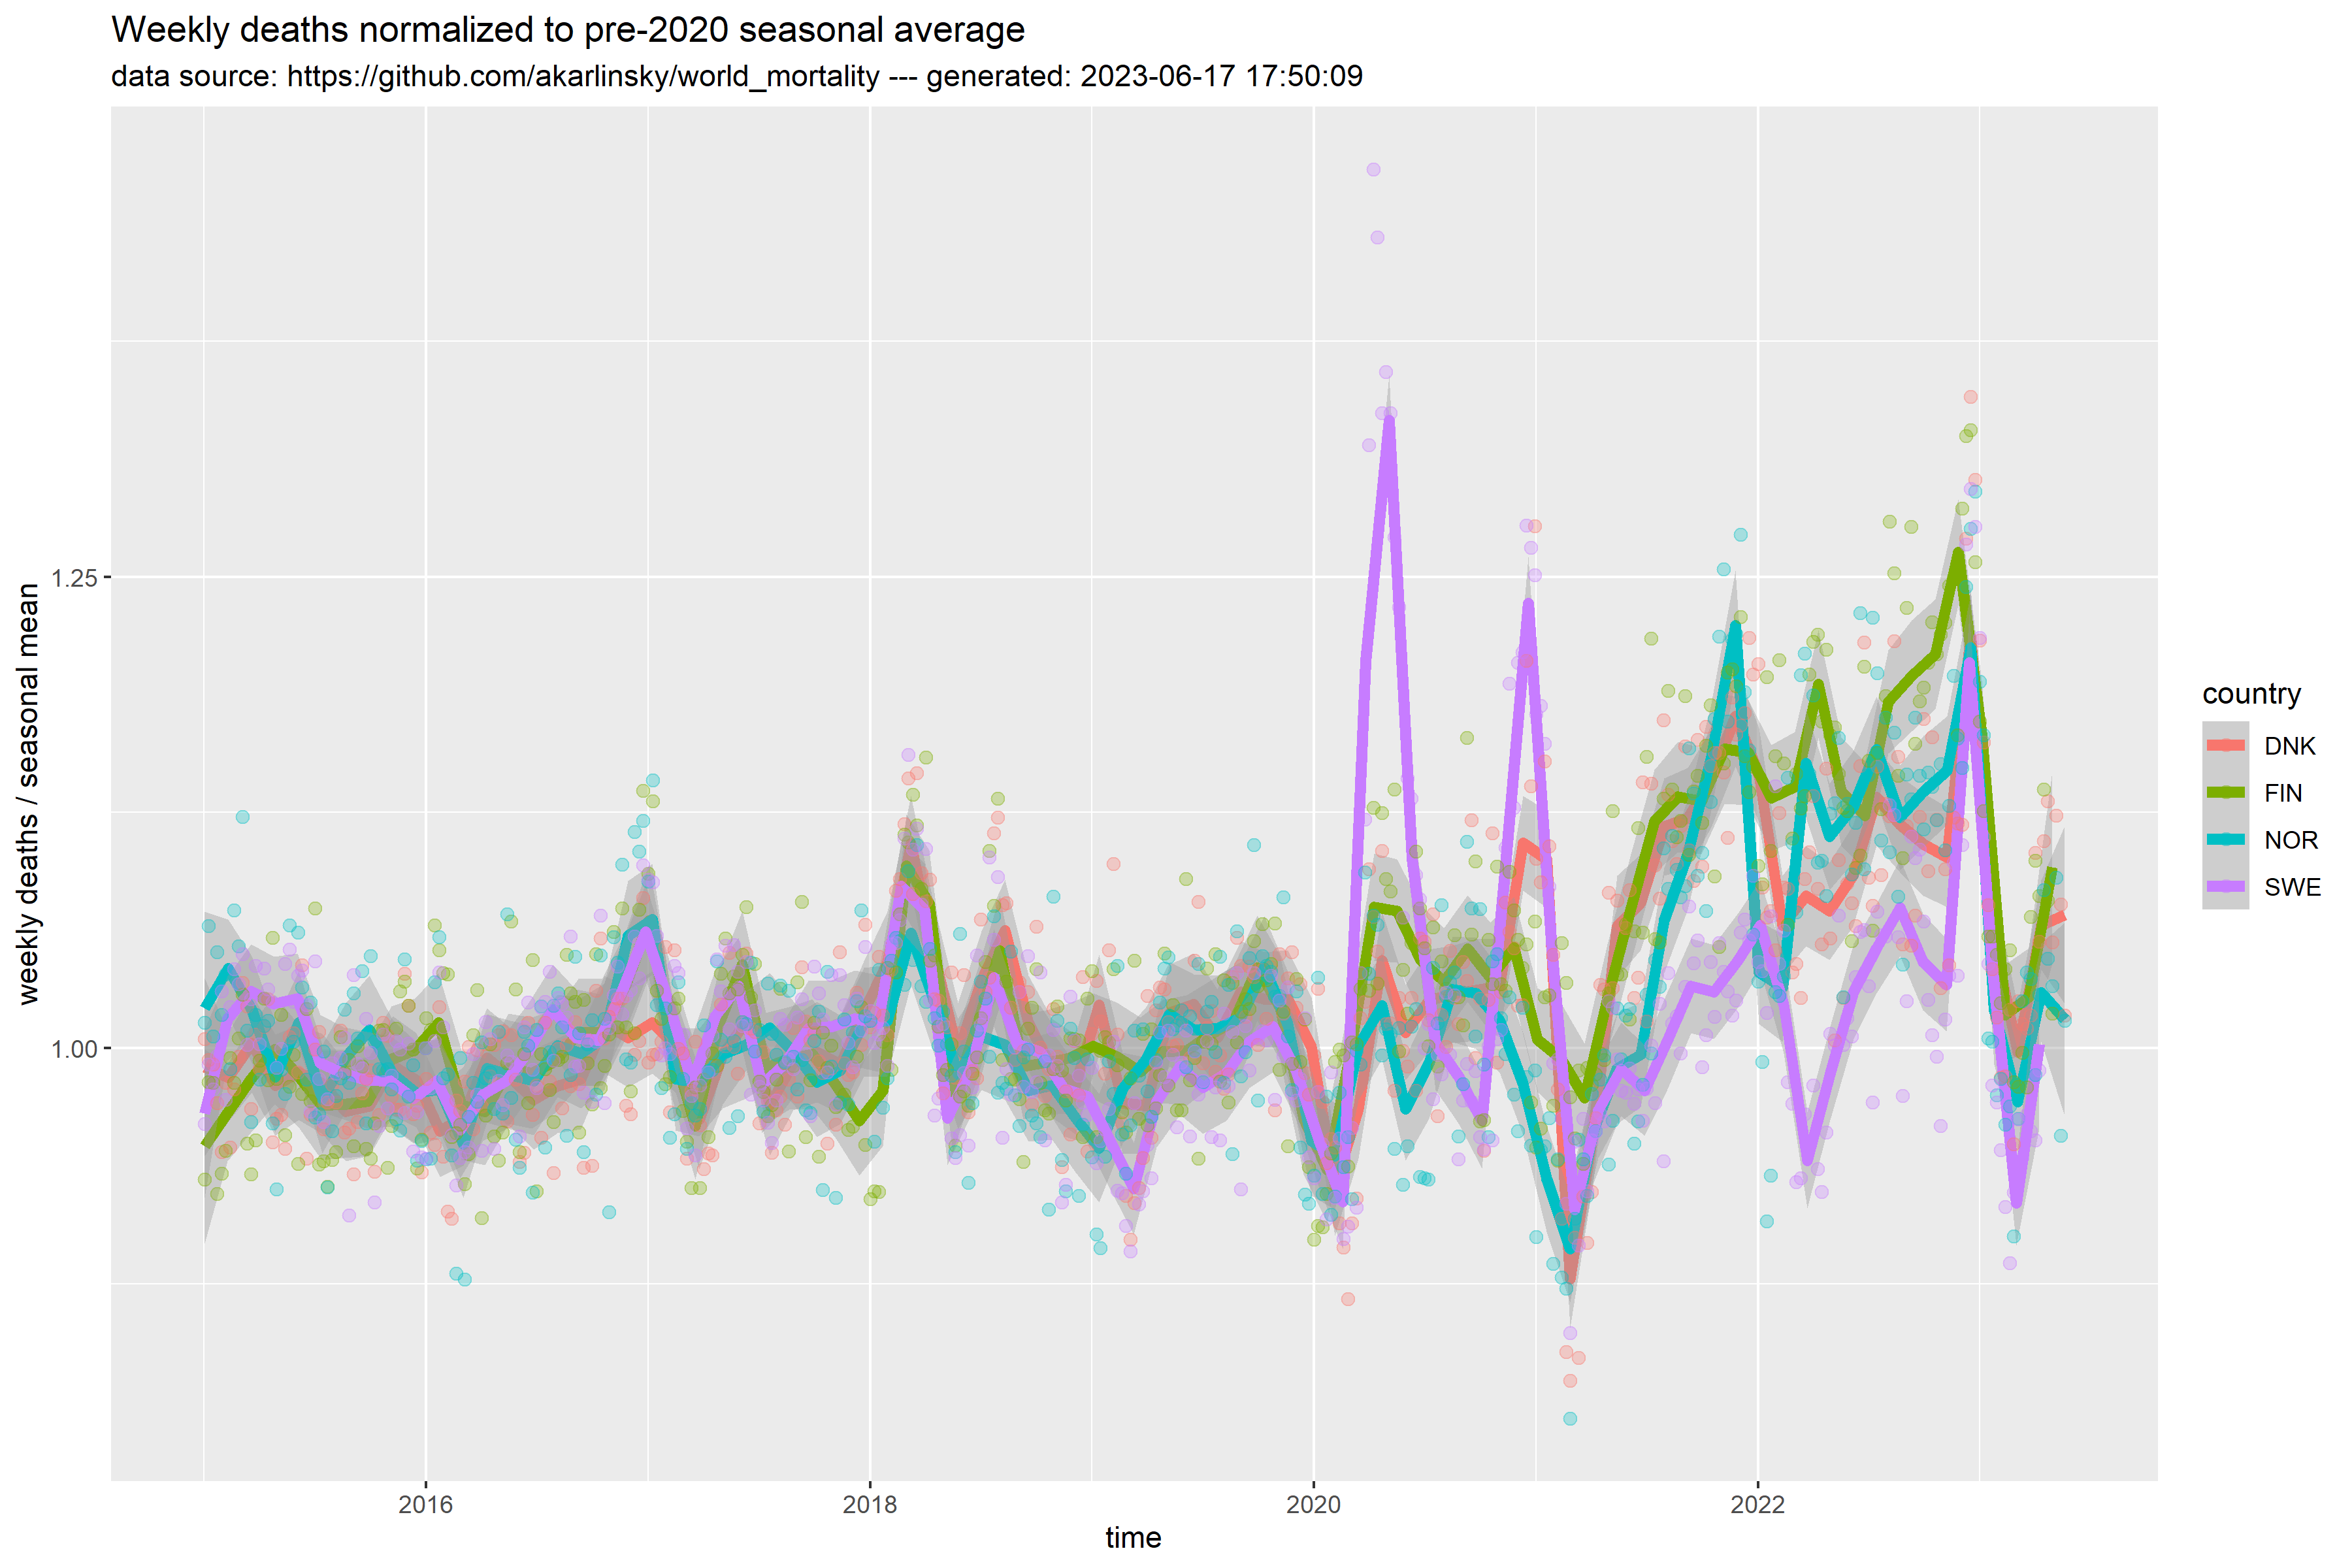 Weekly deaths normalized to pre-2020 seasonal average
data source: https://github.com/akarlinsky/world_mortality --- generated: 2023-06-17 17:50:09
weekly deaths / seasonal mean
1.25
1.00
2016
2018
2020
2022
time
country
DNK
FIN
NOR
SWE